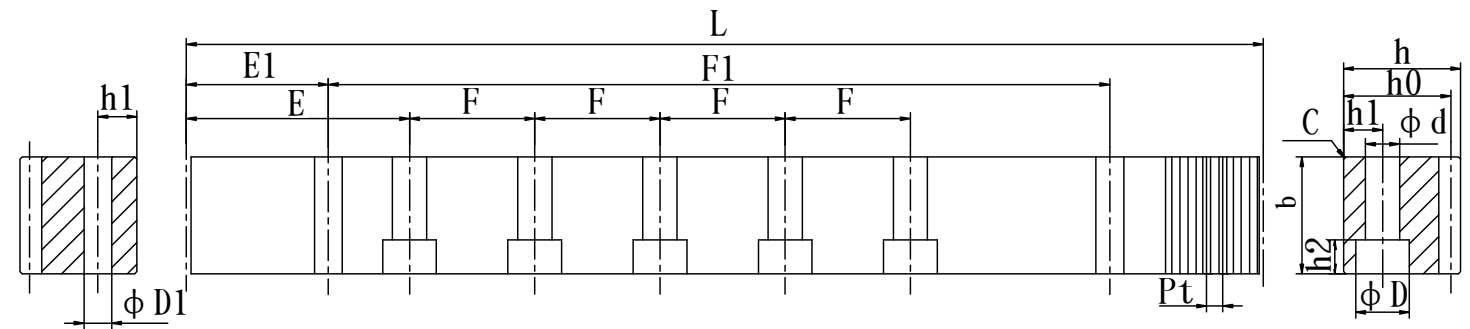 L
E1 F1
E F F F F
h1
φD1
Pt
h
h0
h1 φd
C
b
h2
φD